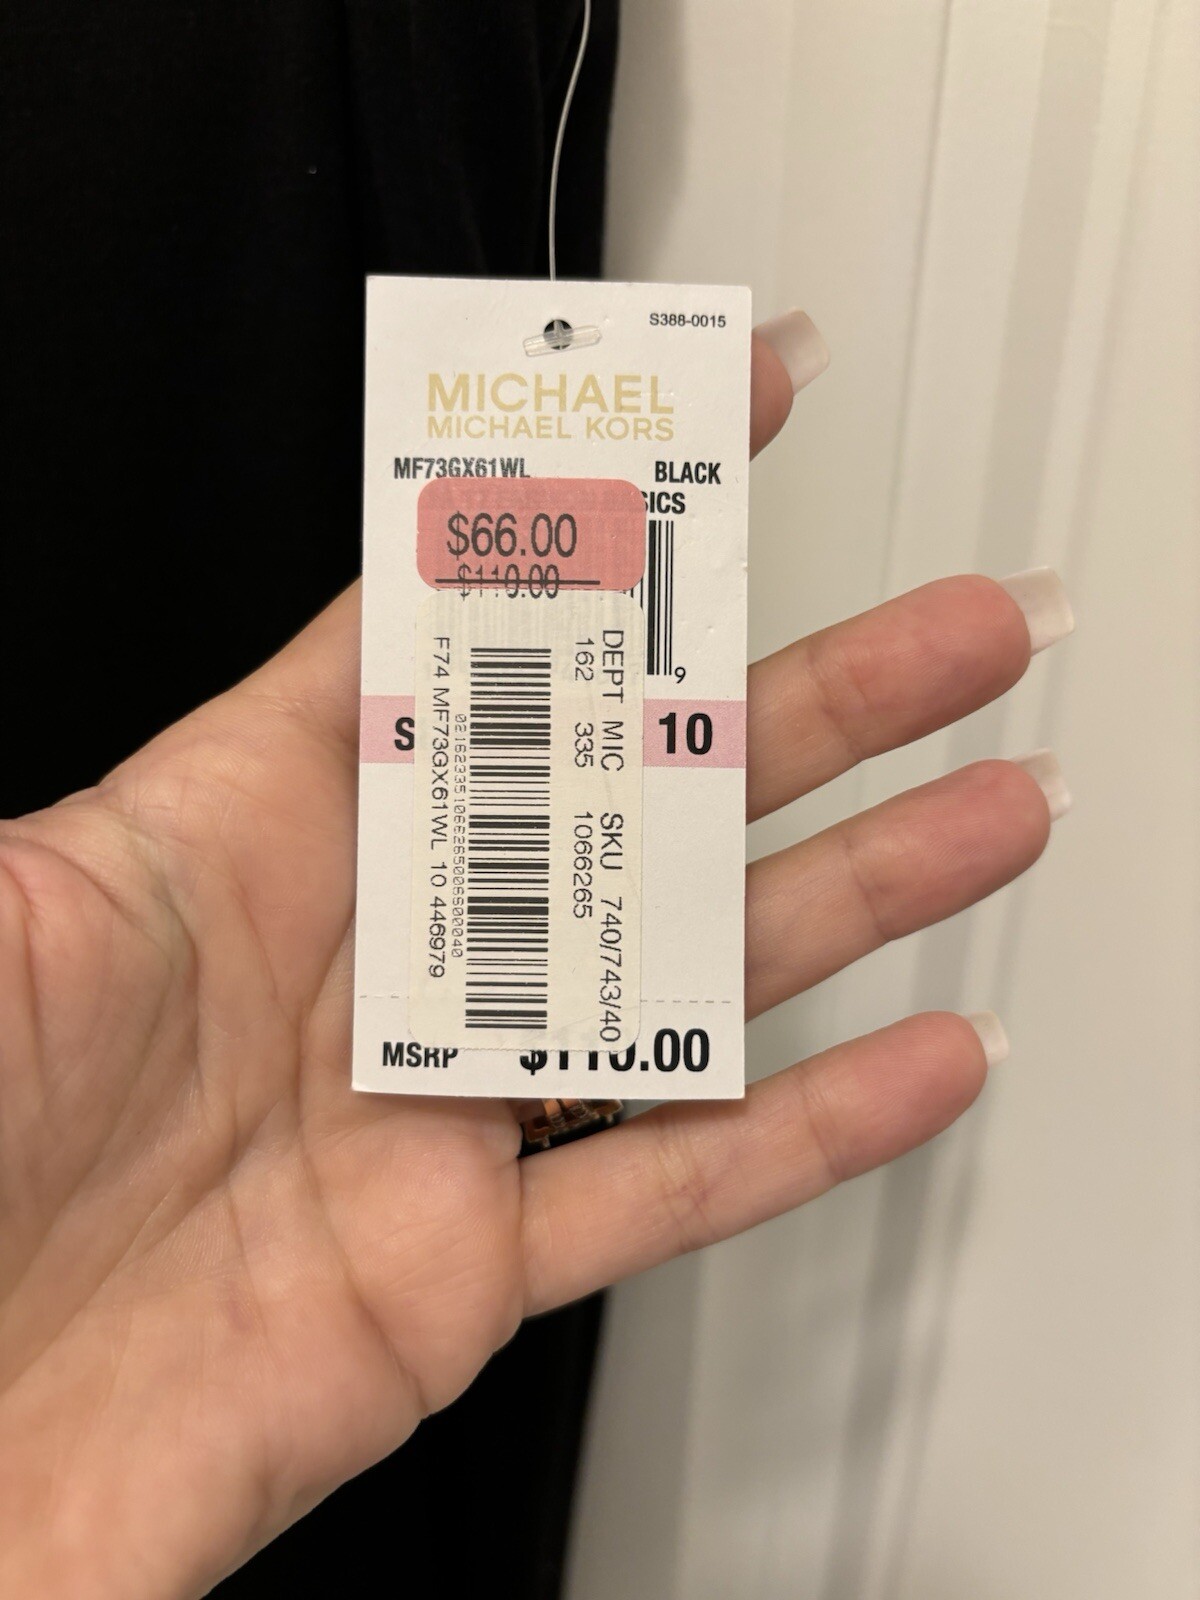 S388-0015
MICHAEL
MICHAEL KORS
MF73GX61WL BLACK
$66.00
$110.00
9
10
DEPT MIC SKU 740/743/40
162 335 1066265
F74 MF73GX61WL 10 446979
MSRP $110.00